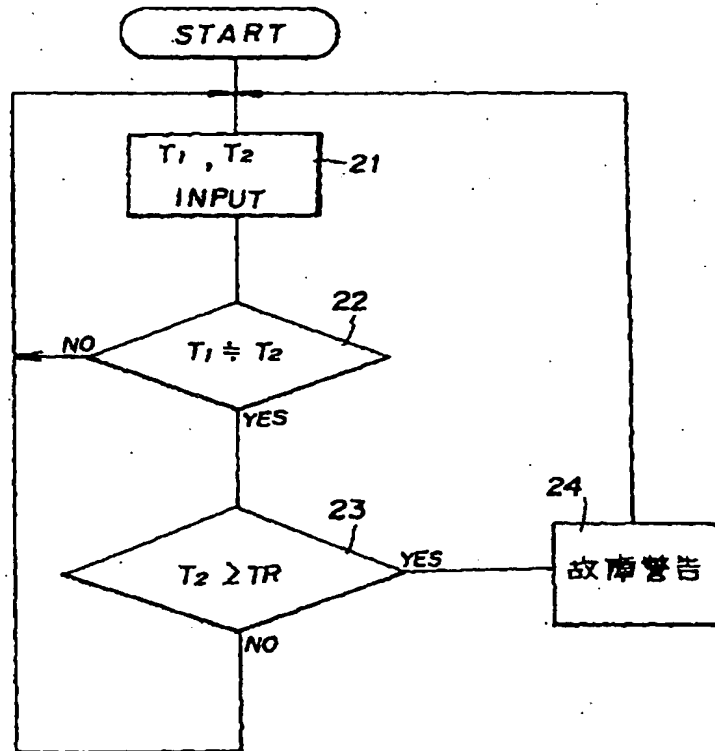 START
T1 , T2
INPUT
21
22
T1 ≒ T2
NO
YES
23
T2 ≧ TR
YES
NO
24
故障警告